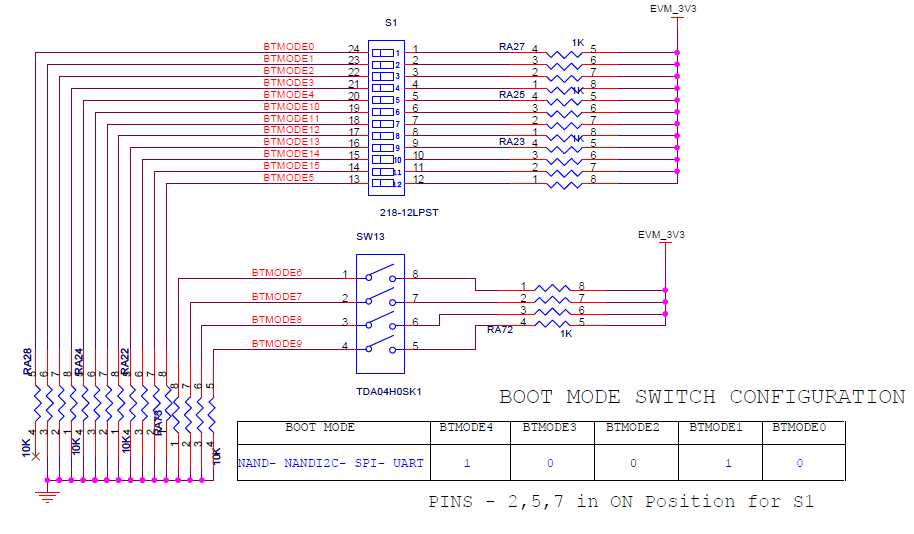 EVM_3V3
S1
BTMODE0 24 1 1 RA27 4 1K 5
BTMODE1 23 2 2 3 6
BTMODE2 22 3 3 2 7
BTMODE3 21 4 4 1 8
BTMODE4 20 5 5 RA25 4 1K 5
BTMODE10 19 6 6 3 6
BTMODE11 18 7 7 2 7
BTMODE12 17 8 8 1 8
BTMODE13 16 9 9 RA23 4 1K 5
BTMODE14 15 10 10 3 6
BTMODE15 14 11 11 2 7
BTMODE5 13 12 12 1 8
218-12LPST
SW13
EVM_3V3
BTMODE6 1 8 1 8
BTMODE7 2 7 2 7
BTMODE8 3 6 3 6
BTMODE9 4 5 RA72 4 5
1K
TDA04H0SK1
RA28 5 6 7 8
RA24 5 6 7
RA22 8 5 6 7 8
RA73 8 7 6 5
10K 4 3 2 1
4 3 2 1
10K 4 3 2
1 2 3 4 10K
BOOT MODE SWITCH CONFIGURATION
BOOT MODE BTMODE4 BTMODE3 BTMODE2 BTMODE1 BTMODE0
NAND- NANDI2C- SPI- UART 1 0 0 1 0
PINS - 2,5,7 in ON Position for S1